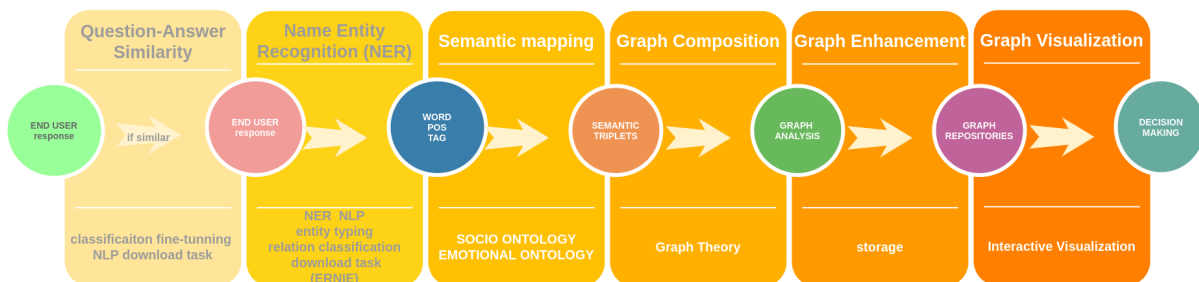 Question-Answer
Similarity
Name Entity
Recognition (NER)
Semantic mapping
Graph Composition
Graph Enhancement
Graph Visualization
END USER
response
if similar
END USER
response
WORD
POS
TAG
SEMANTIC
TRIPLETS
GRAPH
ANALYSIS
GRAPH
REPOSITORIES
DECISION
MAKING
classificaiton fine-tunning
NLP download task
NER NLP
entity typing
relation classification
download task
(ERNIE)
SOCIO ONTOLOGY
EMOTIONAL ONTOLOGY
Graph Theory
storage
Interactive Visualization